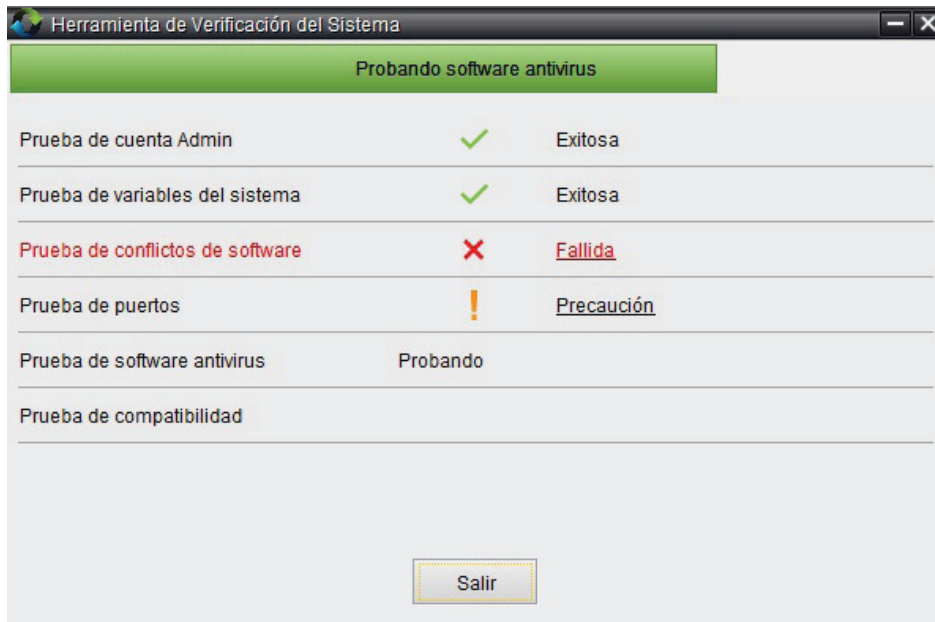 Herramienta de Verificación del Sistema
Probando software antivirus
Prueba de cuenta Admin Exitosa
Prueba de variables del sistema Exitosa
Prueba de conflictos de software Fallida
Prueba de puertos Precaución
Prueba de software antivirus Probando
Prueba de compatibilidad
Salir